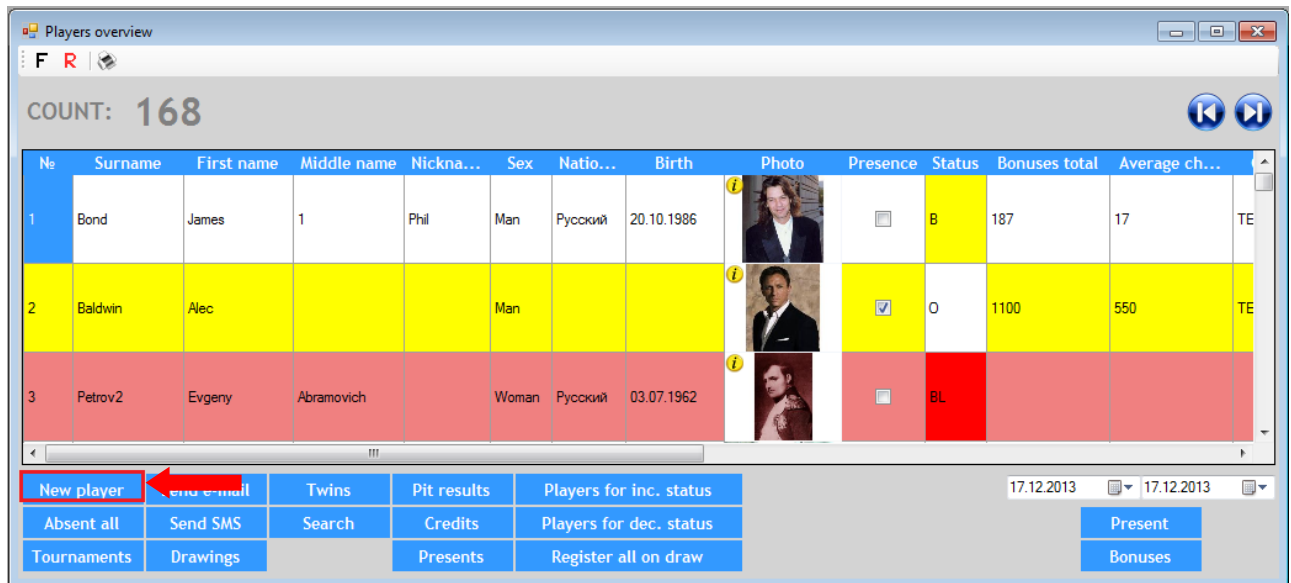 Players overview
F R
COUNT: 168
№ Surname First name Middle name Nickna... Sex Natio... Birth Photo Presence Status Bonuses total Average ch...
1 Bond James 1 Phil Man Русский 20.10.1986 B 187 17 TE
2 Baldwin Alec Man O 1100 550 TE
3 Petrov2 Evgeny Abramovich Woman Русский 03.07.1962 BL
New player Send e-mail Twins Pit results Players for inc. status 17.12.2013 17.12.2013
Absent all Send SMS Search Credits Players for dec. status Present
Tournaments Drawings Presents Register all on draw Bonuses